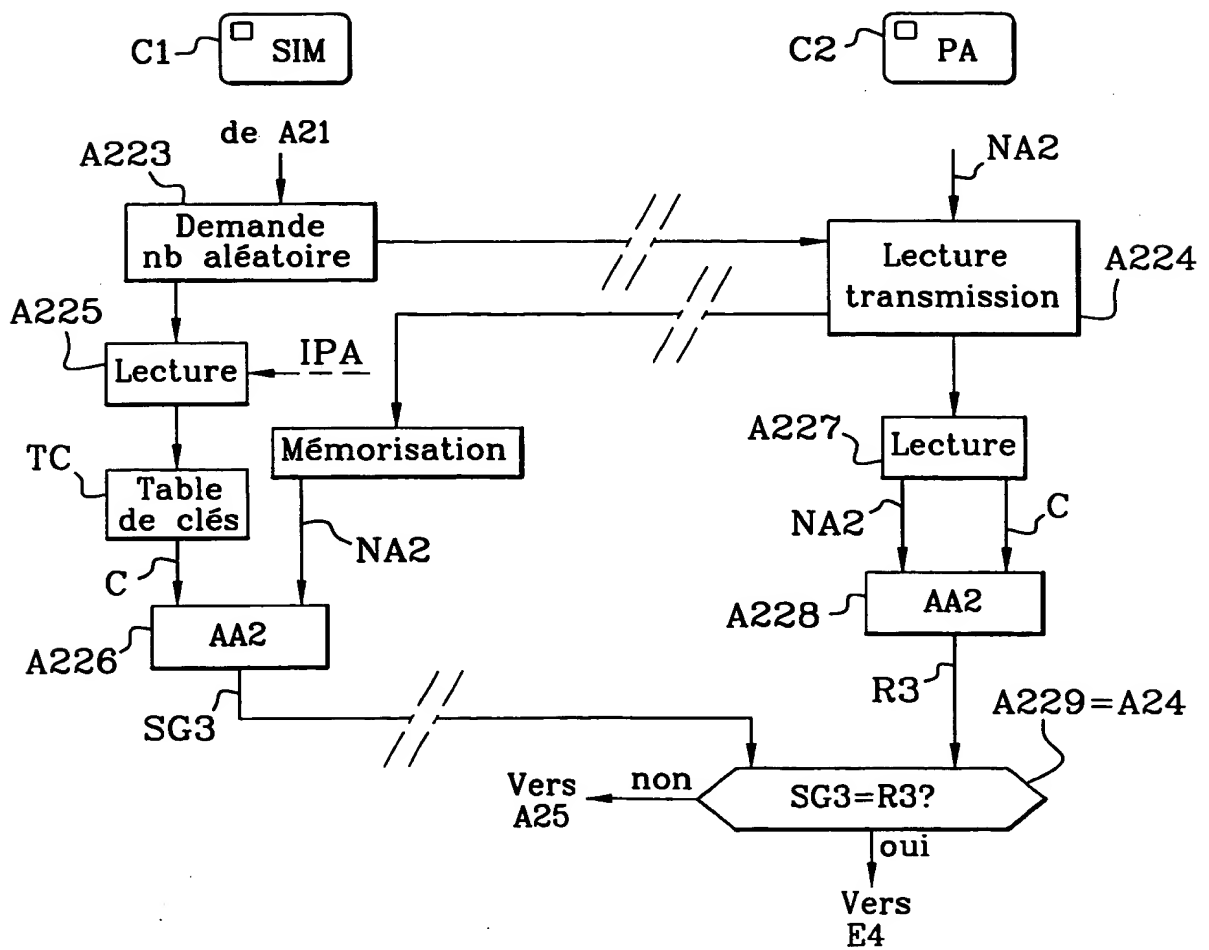 C1
SIM
C2
PA
de A21
A223
NA2
Demande
nb aléatoire
Lecture
transmission
A224
A225
Lecture
IPA
A227
Lecture
Mémorisation
TC
Table
de clés
NA2
C
NA2
C
AA2
A228
AA2
A226
R3
SG3
A229=A24
Vers
A25
non
SG3=R3?
oui
Vers
E4